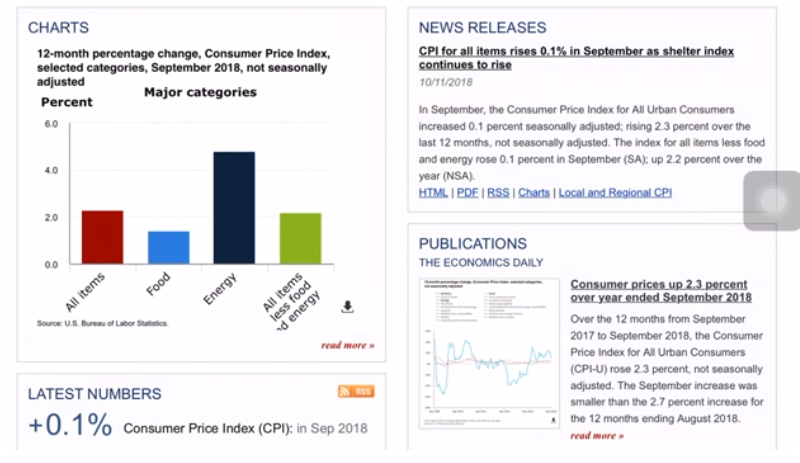 CHARTS
12-month percentage change, Consumer Price Index,
selected categories, September 2018, not seasonally
adjusted
Major categories
Percent
6.0
4.0
2.0
0.0
All items
Food
Energy
All items
less food
nd energy
Source: U.S. Bureau of Labor Statistics.
read more »
LATEST NUMBERS
RSS
+0.1% Consumer Price Index (CPI): in Sep 2018
NEWS RELEASES
CPI for all items rises 0.1% in September as shelter index
continues to rise
10/11/2018
In September, the Consumer Price Index for All Urban Consumers
increased 0.1 percent seasonally adjusted; rising 2.3 percent over the
last 12 months, not seasonally adjusted. The index for all items less food
and energy rose 0.1 percent in September (SA); up 2.2 percent over the
year (NSA).
HTML | PDF | RSS | Charts | Local and Regional CPI
PUBLICATIONS
THE ECONOMICS DAILY
Consumer prices up 2.3 percent
over year ended September 2018
Over the 12 months from September
2017 to September 2018, the Consumer
Price Index for All Urban Consumers
(CPI-U) rose 2.3 percent, not seasonally
adjusted. The September increase was
smaller than the 2.7 percent increase for
the 12 months ending August 2018.
read more »